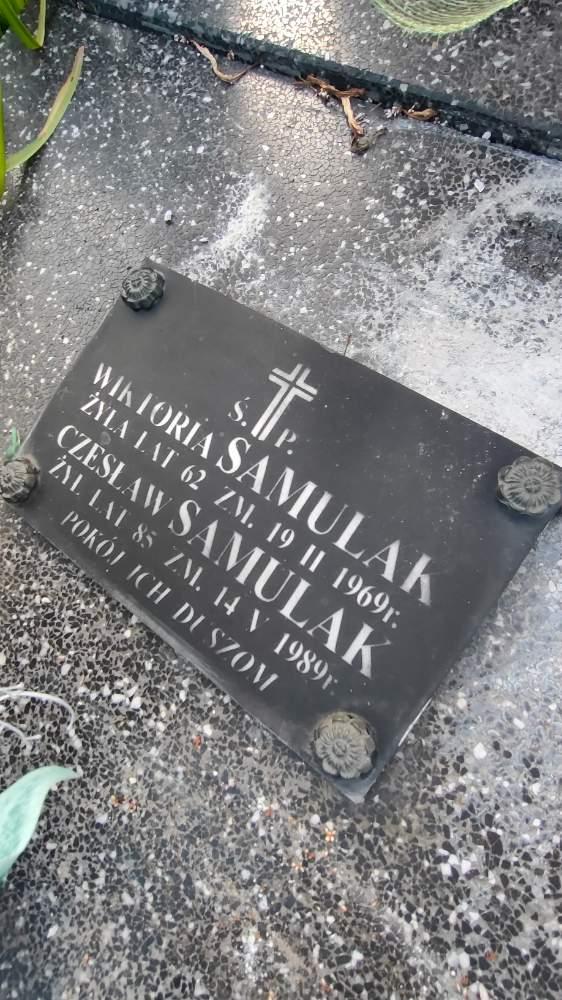 Ś. P.
WIKTORIA SAMULAK
ŻYŁA LAT 62 ZM. 19 II 1969r.
CZESŁAW SAMULAK
ŻYŁ LAT 85 ZM. 14 V 1989r.
POKÓJ ICH DUSZOM